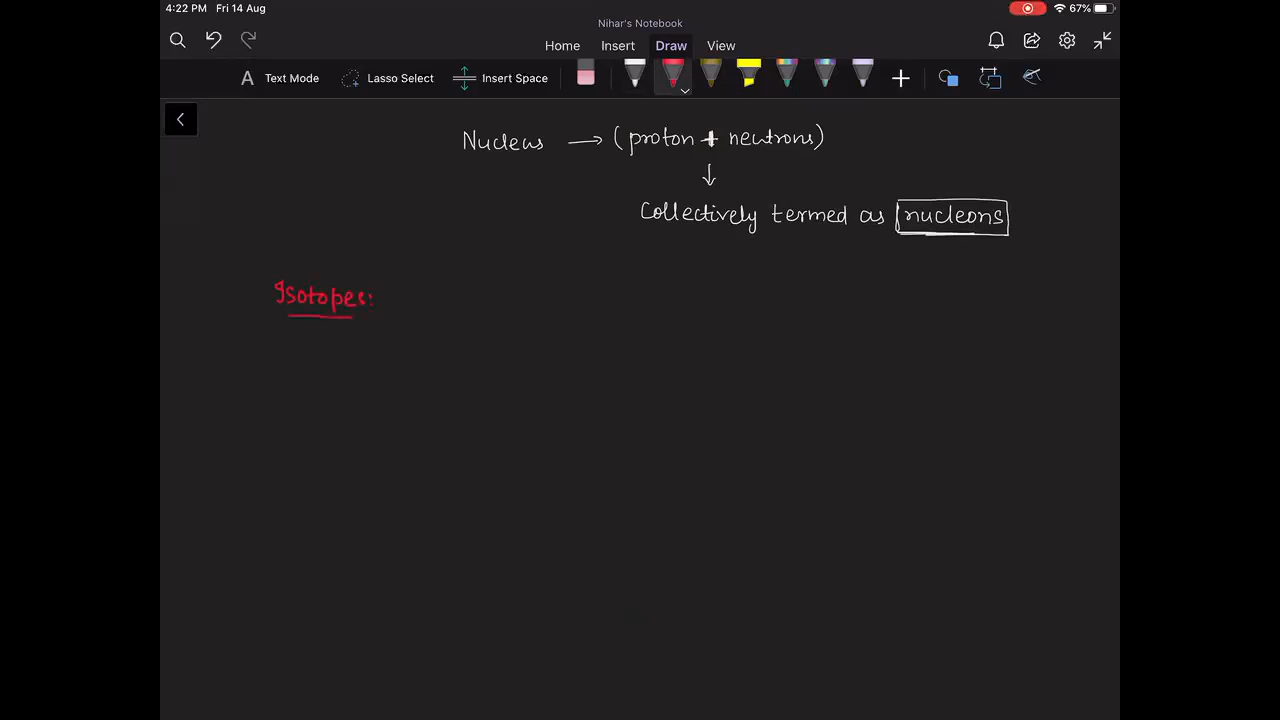 4:22 PM Fri 14 Aug 67%
Nihar's Notebook
Home Insert Draw View
A Text Mode Lasso Select Insert Space
Nucleus → (proton + neutrons)
↓
Collectively termed as nucleons
Isotopes: